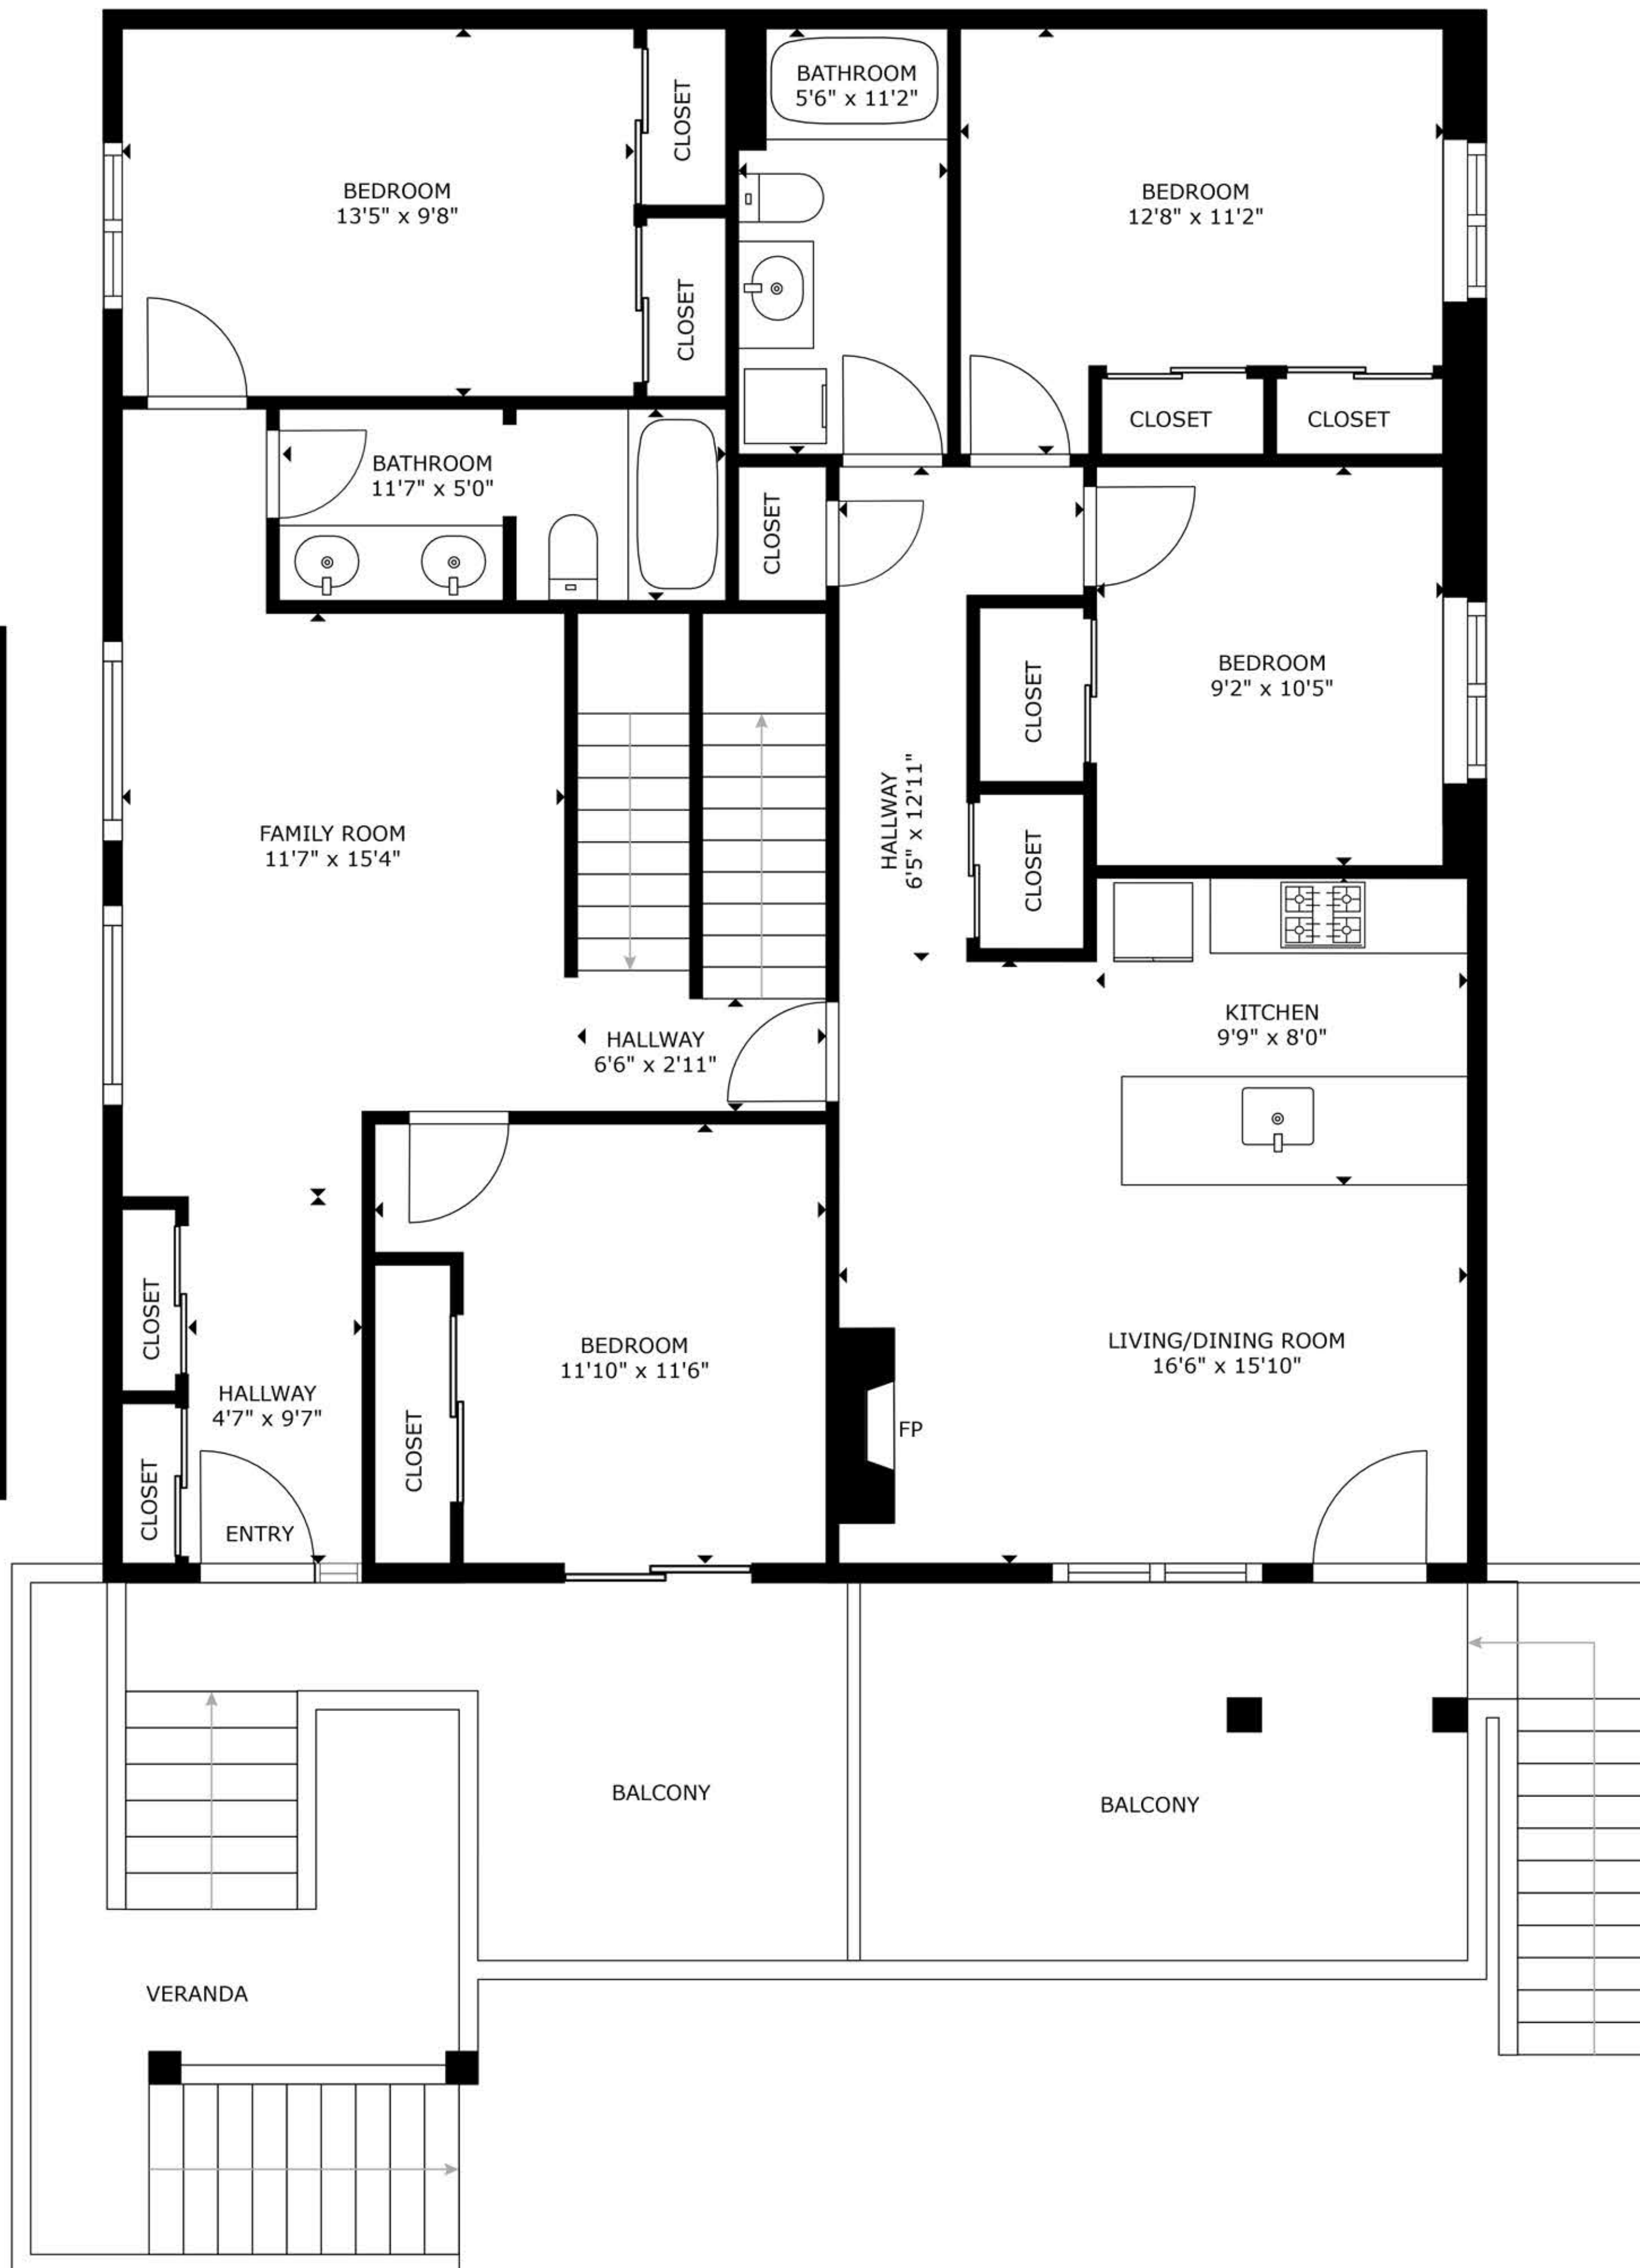 BATHROOM
5'6" x 11'2"
CLOSET
BEDROOM
13'5" x 9'8"
BEDROOM
12'8" x 11'2"
CLOSET
CLOSET
CLOSET
BATHROOM
11'7" x 5'0"
CLOSET
BEDROOM
9'2" x 10'5"
CLOSET
HALLWAY
6'5" x 12'11"
FAMILY ROOM
11'7" x 15'4"
CLOSET
KITCHEN
9'9" x 8'0"
HALLWAY
6'6" x 2'11"
CLOSET
BEDROOM
11'10" x 11'6"
LIVING/DINING ROOM
16'6" x 15'10"
HALLWAY
4'7" x 9'7"
FP
CLOSET
CLOSET
ENTRY
BALCONY
BALCONY
VERANDA